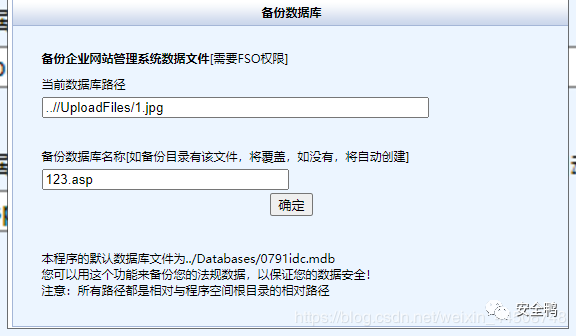 备份数据库
备份企业网站管理系统数据文件[需要FSO权限]
当前数据库路径
..//UploadFiles/1.jpg
备份数据库名称[如备份目录有该文件，将覆盖，如没有，将自动创建]
123.asp
确定
本程序的默认数据库文件为../Databases/0791idc.mdb
您可以用这个功能来备份您的法规数据，以保证您的数据安全！
注意：所有路径都是相对与程序空间根目录的相对路径
安全鸭